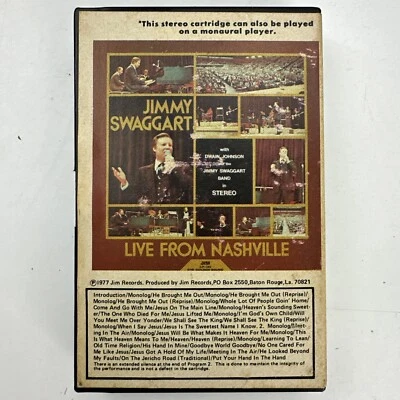 "This stereo cartridge can also be played
on a monaural player.
JIMMY
SWAGGART
with
DWAIN JOHNSON
and the
JIMMY SWAGGART
BAND
in
STEREO
LIVE FROM NASHVILLE
JIM
Ⓟ1977 Jim Records. Produced by Jim Records,PO Box 2550,Baton Rouge,La. 70821
Introduction/Monolog/He Brought Me Out/Monolog/He Brought Me Out (Reprise)/
Monolog/He Brought Me Out (Reprise)/Monolog/Whole Lot Of People Goin' Home/
Come And Go With Me/Jesus On The Main Line/Monolog/Heaven's Sounding Sweet-
er/The One Who Died For Me/Jesus Lifted Me/Monolog/I'm God's Own Child/Will
You Meet Me Over Yonder/We Shall See The King/We Shall See The King (Reprise)/
Monolog/When I Say Jesus/Jesus Is The Sweetest Name I Know. 2. Monolog/Meet-
ing In The Air/Monolog/Jesus Will Be What Makes It Heaven For Me/Monolog/This
Is What Heaven Means To Me/Heaven/Monolog/Heaven/Monolog/Learning To Lean/
Old Time Religion/His Hand In Mine/Goodbye World Goodbye/No One Cared For
Me Like Jesus/Jesus Got A Hold Of My Life/Meeting In The Air/He Looked Beyond
My Faults/On The Jericho Road (Traditional)/Put Your Hand In The Hand
There is an extended silence at the end of Program 2. This is done to maintain the integrity
of performance and is not a defect in the cartridge.